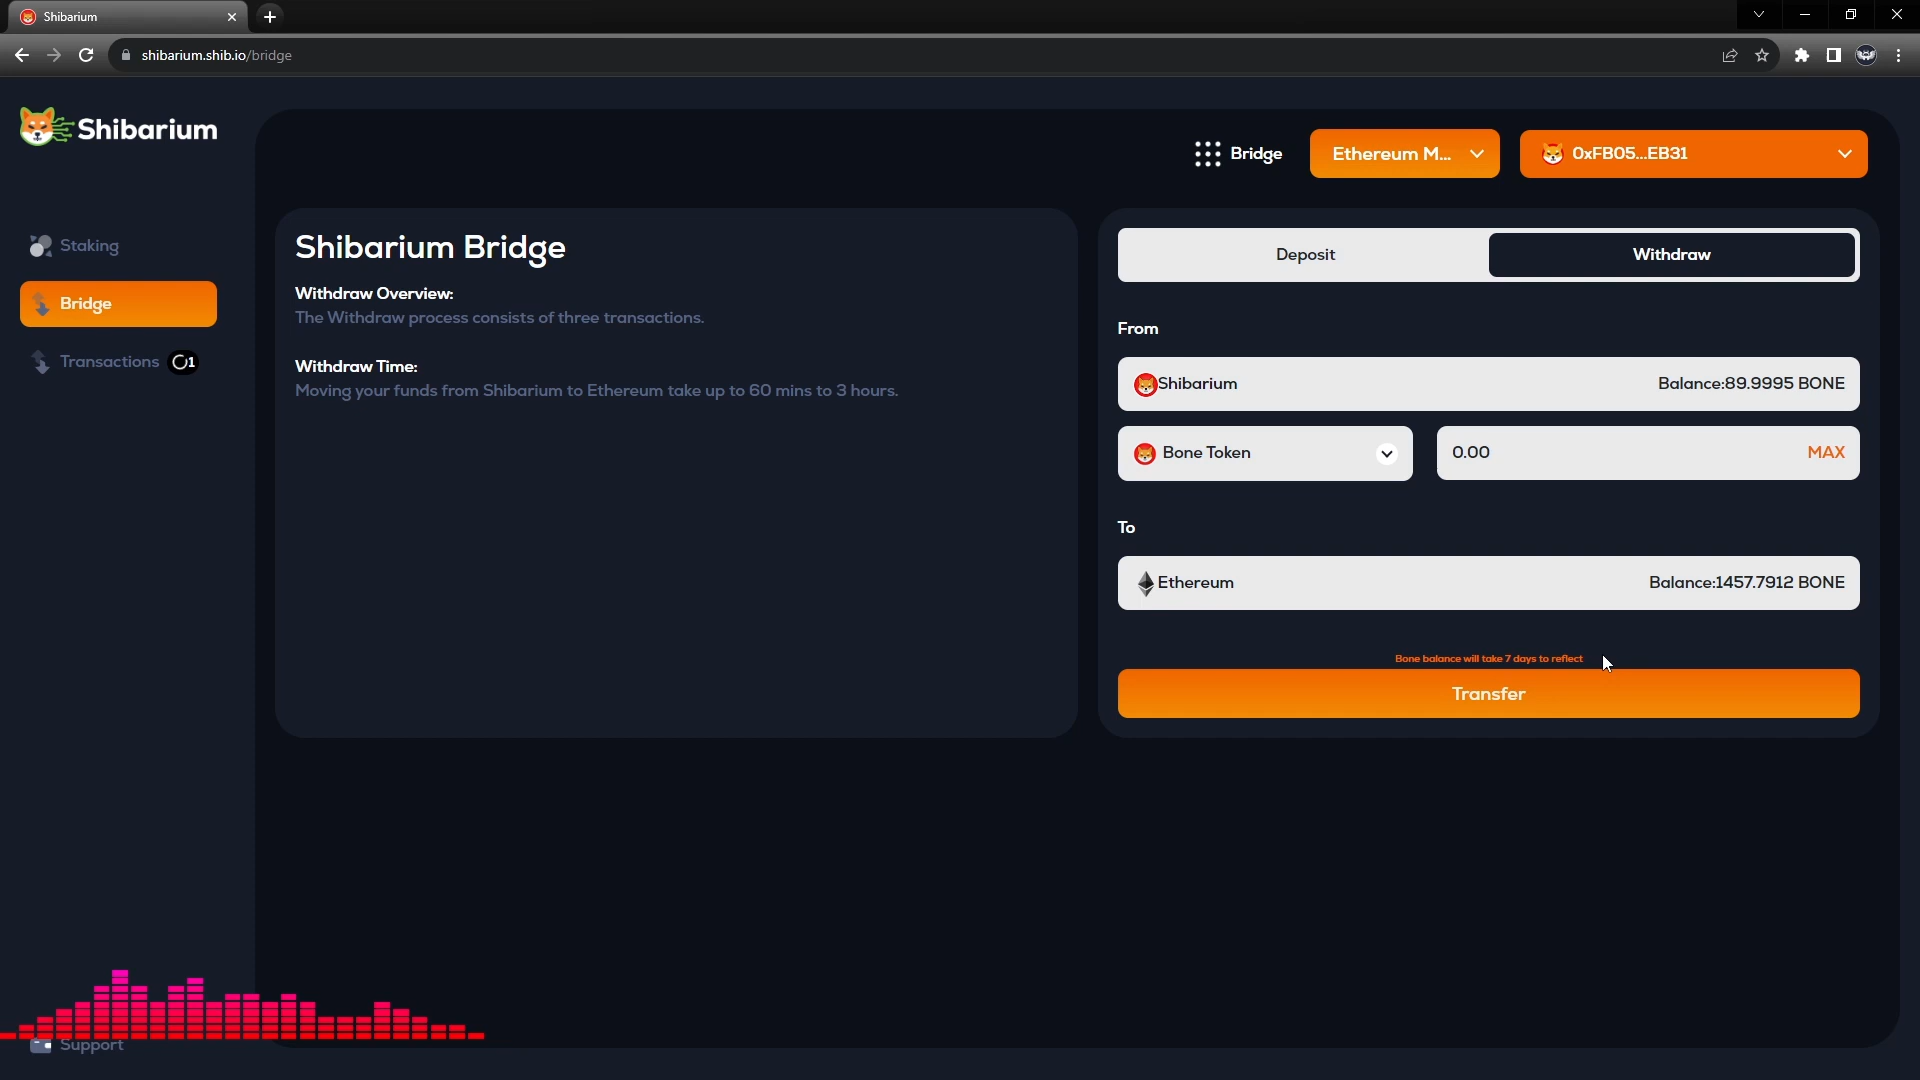 Shibarium
shibarium.shib.io/bridge
Shibarium
Bridge
Ethereum M...
0xFB05...EB31
Staking
Bridge
Transactions 1
Support
Shibarium Bridge
Withdraw Overview:
The Withdraw process consists of three transactions.
Withdraw Time:
Moving your funds from Shibarium to Ethereum take up to 60 mins to 3 hours.
Deposit
Withdraw
From
Shibarium
Balance:89.9995 BONE
Bone Token
0.00
MAX
To
Ethereum
Balance:1457.7912 BONE
Bone balance will take 7 days to reflect
Transfer